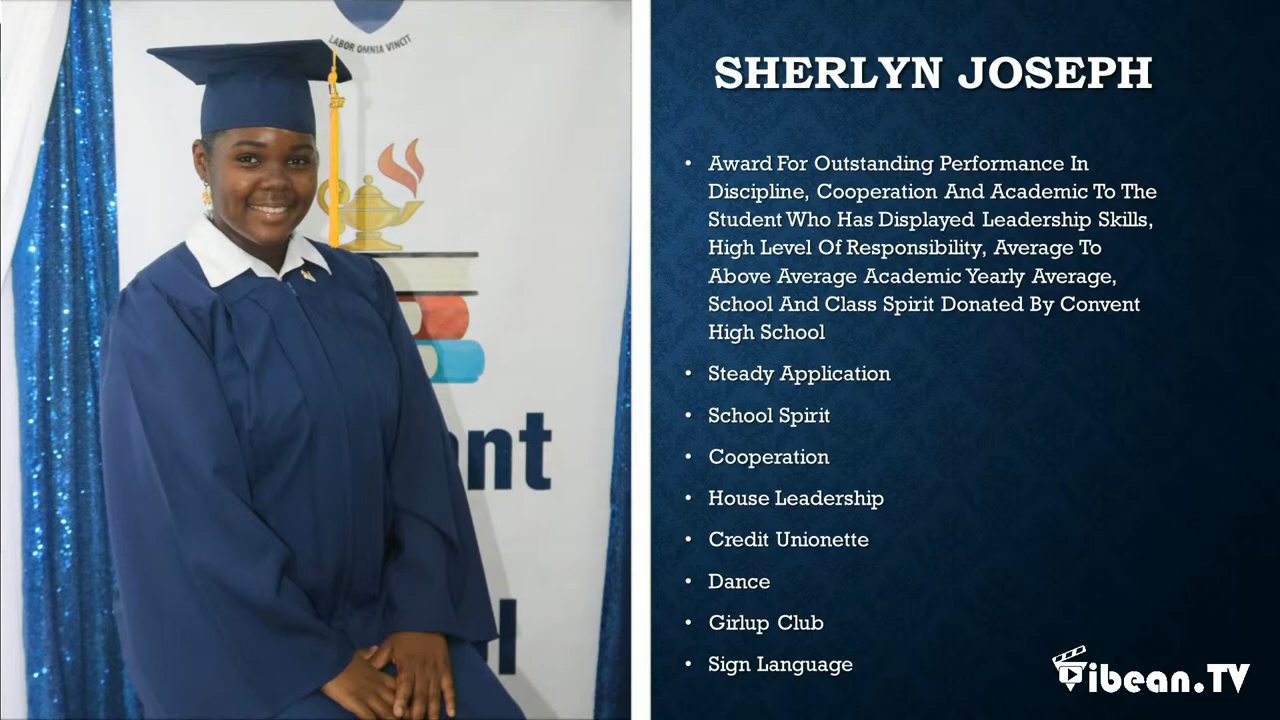 LABOR OMNIA VINCIT
nt
l
SHERLYN JOSEPH
• Award For Outstanding Performance In
Discipline, Cooperation And Academic To The
Student Who Has Displayed Leadership Skills,
High Level Of Responsibility, Average To
Above Average Academic Yearly Average,
School And Class Spirit Donated By Convent
High School
• Steady Application
• School Spirit
• Cooperation
• House Leadership
• Credit Unionette
• Dance
• Girlup Club
• Sign Language
Vibean.TV